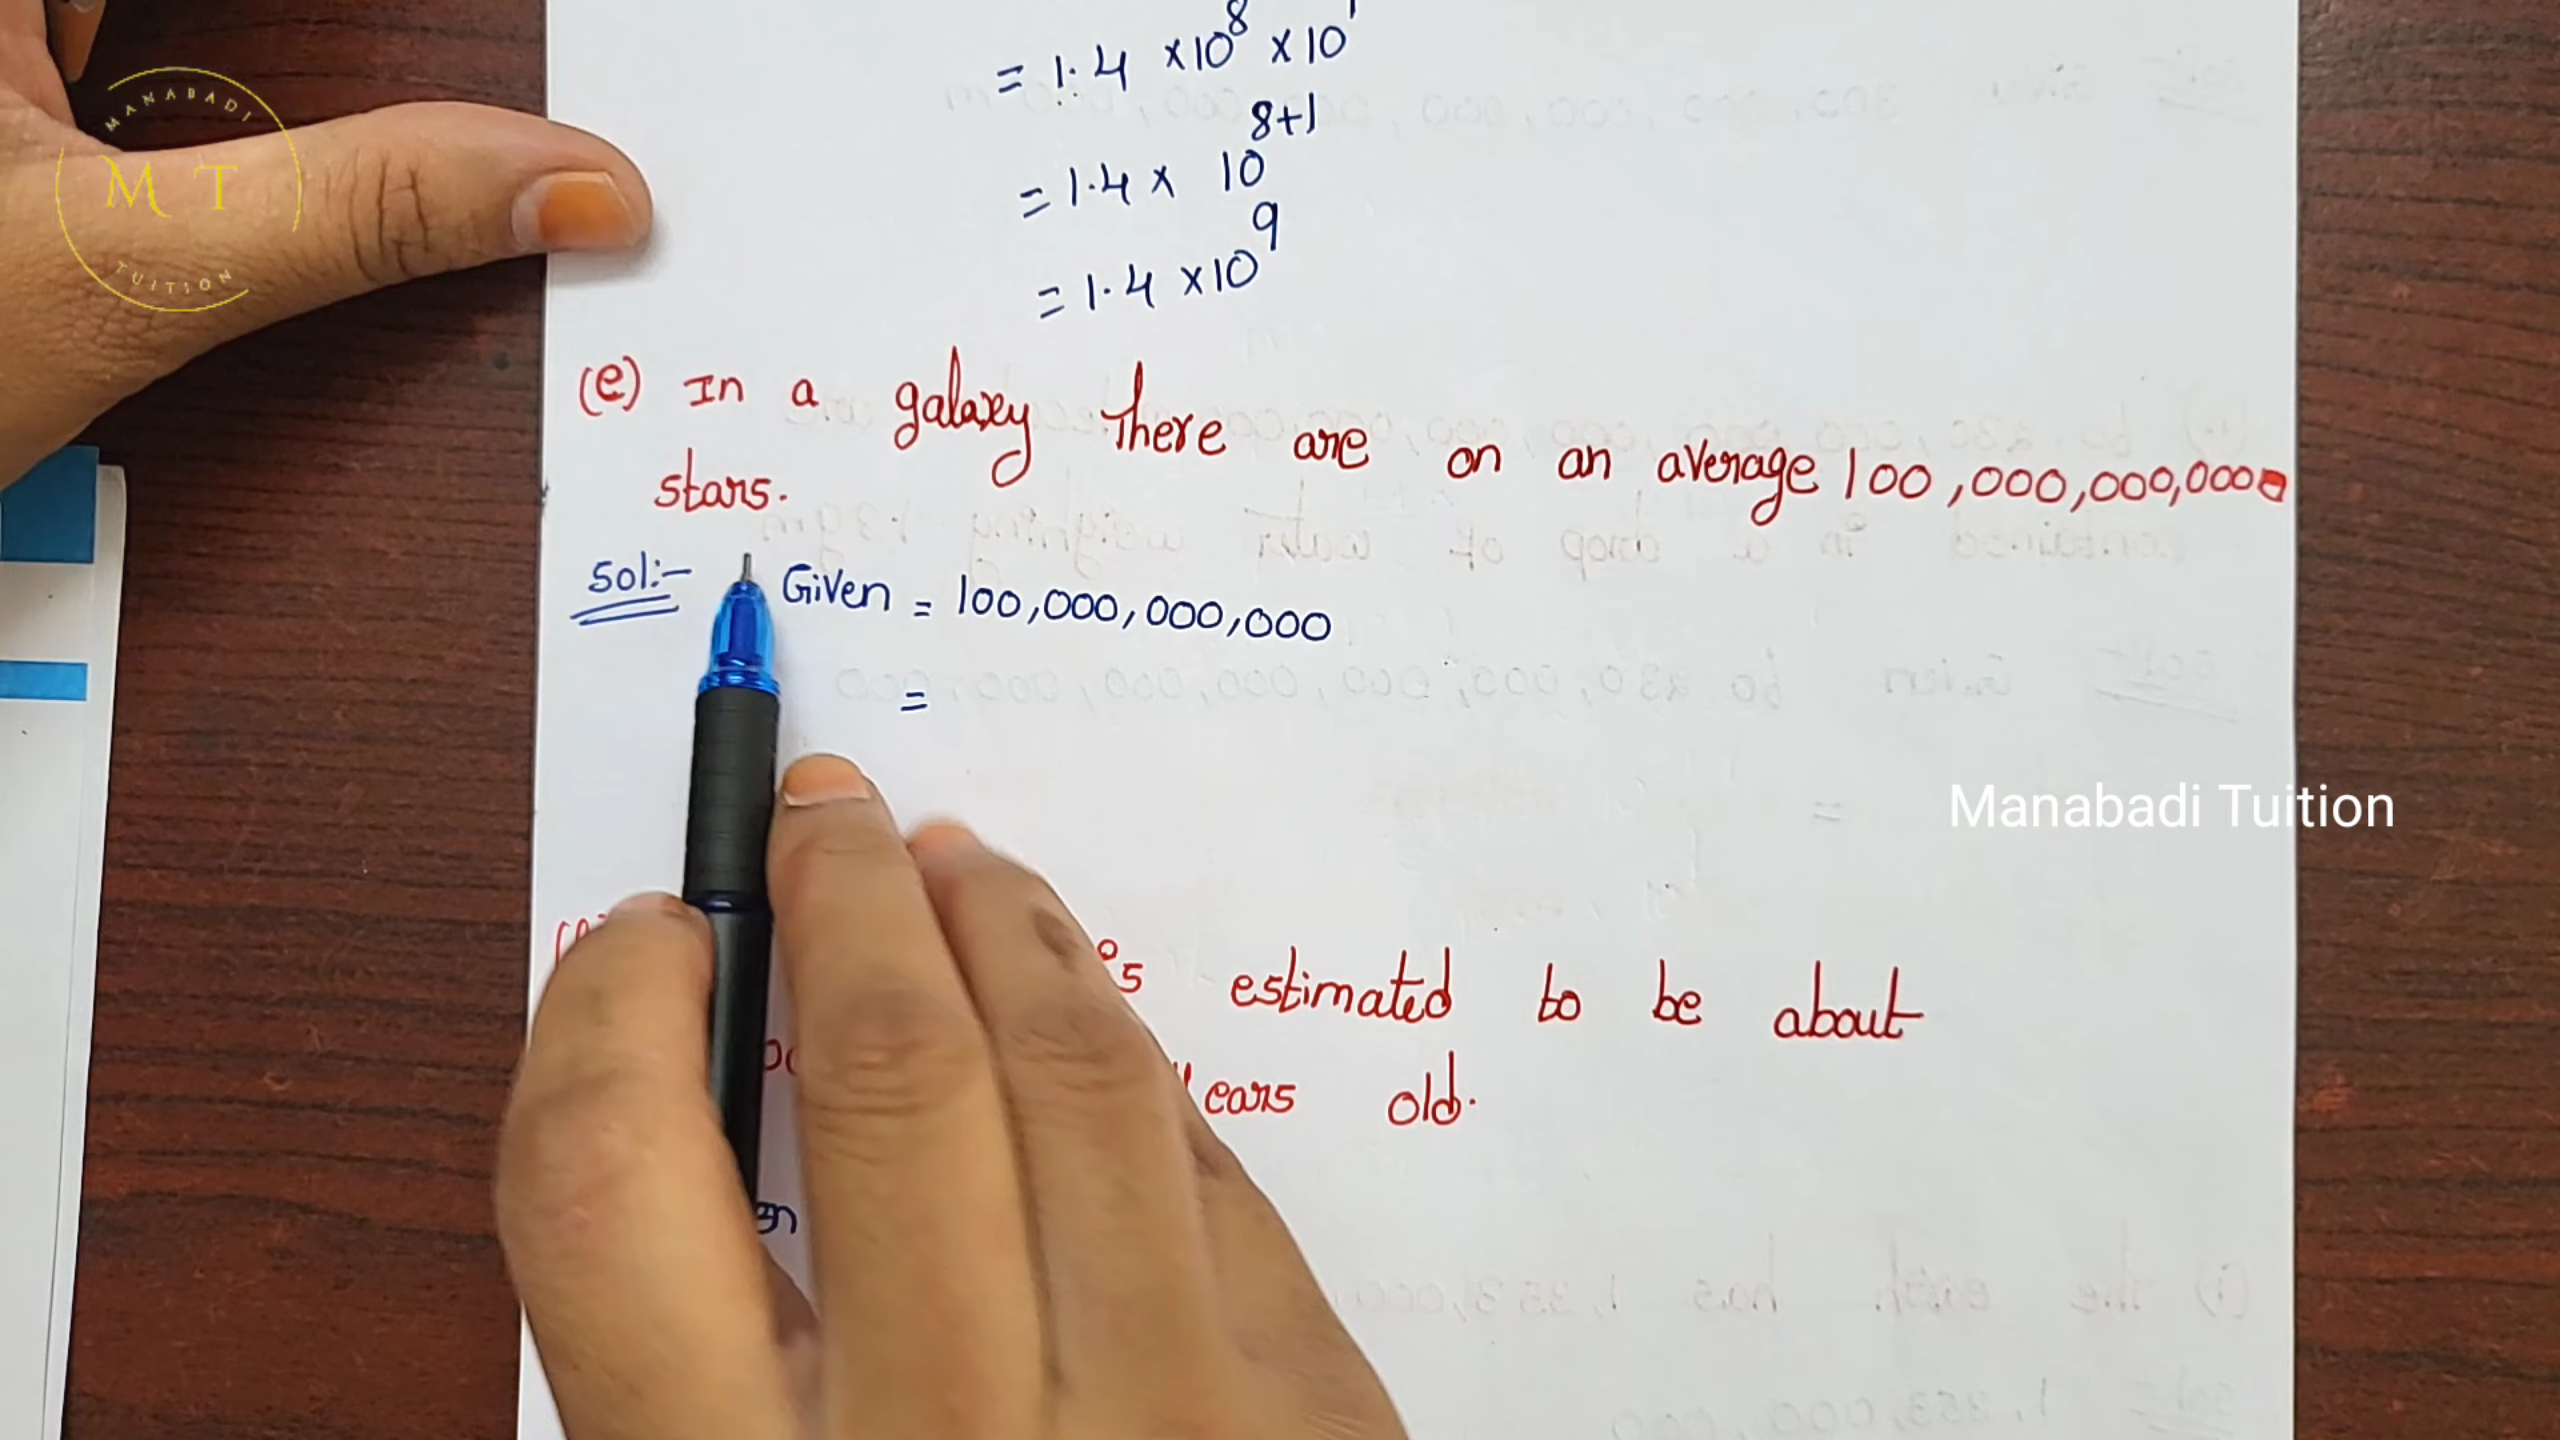 = 1.4 ×10⁸ ×10¹
= 1.4 × 10⁸⁺¹
= 1.4 ×10⁹
MANABADI
MT
TUITION
(e) In a galaxy there are on an average 100,000,000,000
stars.
Sol:- Given = 100,000,000,000
=
Manabadi Tuition
estimated to be about
old.